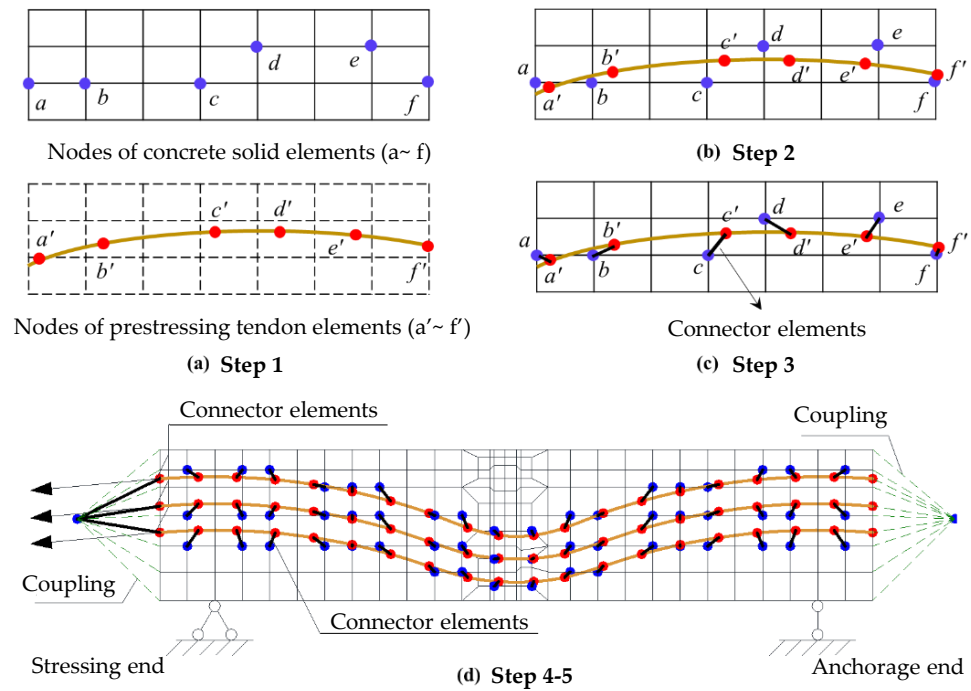 a b c d e f
Nodes of concrete solid elements (a~ f)
a' b' c' d' e' f'
Nodes of prestressing tendon elements (a'~ f')
(a) Step 1
a a' b b' c c' d d' e e' f f'
(b) Step 2
a a' b b' c c' d d' e e' f f'
Connector elements
(c) Step 3
Connector elements
Coupling
Coupling
Connector elements
Stressing end
(d) Step 4-5
Anchorage end